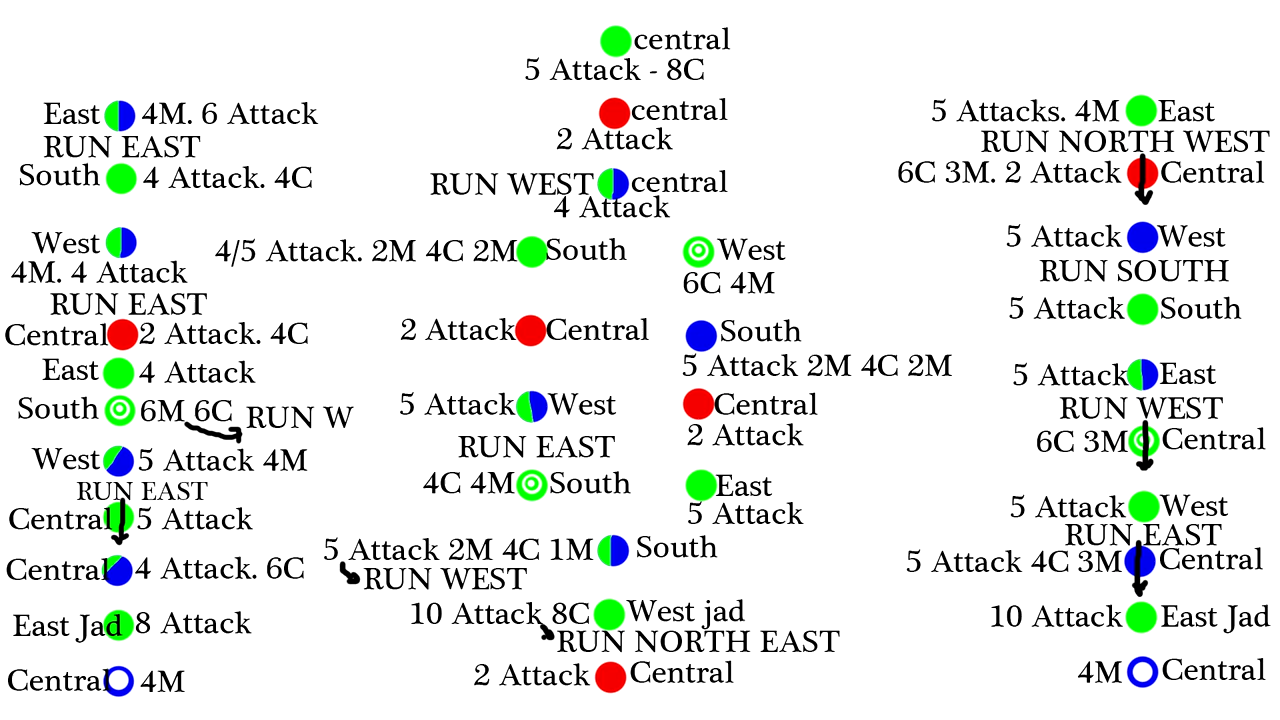 East 4M. 6 Attack
RUN EAST
South 4 Attack. 4C
West
4M. 4 Attack
RUN EAST
Central 2 Attack. 4C
East 4 Attack
South 6M 6C RUN W
West 5 Attack 4M
RUN EAST
Central 5 Attack
Central 4 Attack. 6C
East Jad 8 Attack
Central 4M
central
5 Attack - 8C
central
2 Attack
RUN WEST central
4 Attack
4/5 Attack. 2M 4C 2M South
2 Attack Central
5 Attack West
RUN EAST
4C 4M South
West
6C 4M
South
5 Attack 2M 4C 2M
Central
2 Attack
East
5 Attack
5 Attack 2M 4C 1M South
RUN WEST
10 Attack 8C West jad
RUN NORTH EAST
2 Attack Central
5 Attacks. 4M East
RUN NORTH WEST
6C 3M. 2 Attack Central
5 Attack West
RUN SOUTH
5 Attack South
5 Attack East
RUN WEST
6C 3M Central
5 Attack West
RUN EAST
5 Attack 4C 3M Central
10 Attack East Jad
4M Central